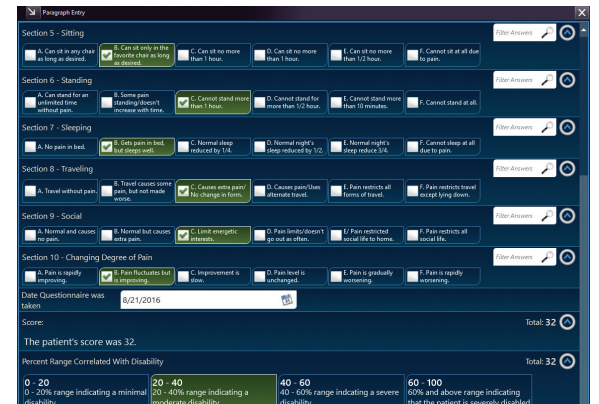 Paragraph Entry
Section 5 - Sitting
Filter Answers
A. Can sit in any chair as long as desired.
B. Can sit only in the favorite chair as long as desired.
C. Can sit no more than 1 hour.
D. Can sit no more than 1 hour.
E. Can sit no more than 1/2 hour.
F. Cannot sit at all due to pain.
Section 6 - Standing
Filter Answers
A. Can stand for an unlimited time without pain.
B. Some pain standing/doesn't increase with time.
C. Cannot stand more than 1 hour.
D. Cannot stand for more than 1/2 hour.
E. Cannot stand more than 10 minutes.
F. Cannot stand at all.
Section 7 - Sleeping
Filter Answers
A. No pain in bed.
B. Gets pain in bed, but sleeps well.
C. Normal sleep reduced by 1/4.
D. Normal night's sleep reduced by 1/2.
E. Normal night's sleep reduce 3/4.
F. Cannot sleep at all due to pain.
Section 8 - Traveling
Filter Answers
A. Travel without pain.
B. Travel causes some pain, but not made worse.
C. Causes extra pain/ No change in form.
D. Causes pain/Uses alternate travel.
E. Pain restricts all forms of travel.
F. Pain restricts travel except lying down.
Section 9 - Social
Filter Answers
A. Normal and causes no pain.
B. Normal but causes extra pain.
C. Limit energetic interests.
D. Pain limits/doesn't go out as often.
E/ Pain restricted social life to home.
F. Pain restricts all social life.
Section 10 - Changing Degree of Pain
Filter Answers
A. Pain is rapidly improving.
B. Pain fluctuates but is improving.
C. Improvement is slow.
D. Pain level is unchanged.
E. Pain is gradually worsening.
F. Pain is rapidly worsening.
Date Questionnaire was taken
8/21/2016
Score:
Total: 32
The patient's score was 32.
Percent Range Correlated With Disability
Total: 32
0 - 20
0 - 20% range indicating a minimal disability
20 - 40
20 - 40% range indicating a moderate disability
40 - 60
40 - 60% range indcating a severe disability
60 - 100
60% and above range indicating that the patient is severely disabled